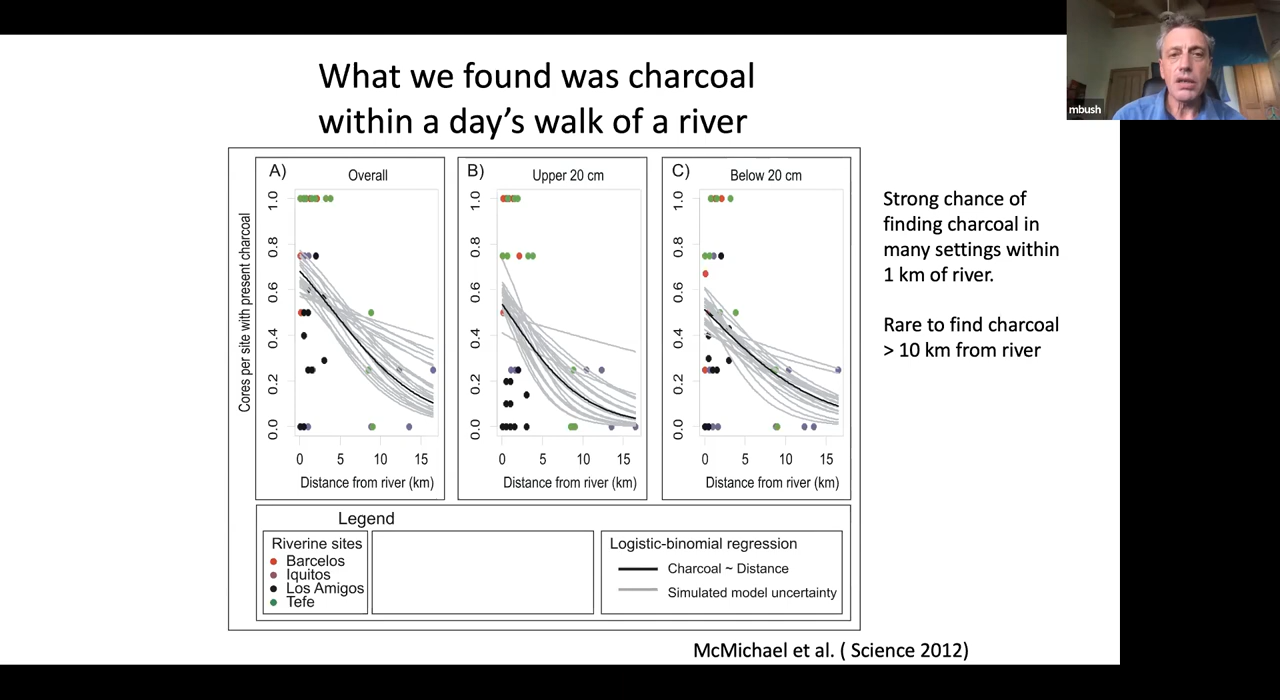 What we found was charcoal
within a day's walk of a river
mbush
A)
Overall
B)
Upper 20 cm
C)
Below 20 cm
Cores per site with present charcoal
1.0
0.8
0.6
0.4
0.2
0.0
1.0
0.8
0.6
0.4
0.2
0.0
1.0
0.8
0.6
0.4
0.2
0.0
0 5 10 15
0 5 10 15
0 5 10 15
Distance from river (km)
Distance from river (km)
Distance from river (km)
Strong chance of
finding charcoal in
many settings within
1 km of river.
Rare to find charcoal
> 10 km from river
Legend
Riverine sites
Barcelos
Iquitos
Los Amigos
Tefe
Logistic-binomial regression
Charcoal ~ Distance
Simulated model uncertainty
McMichael et al. ( Science 2012)